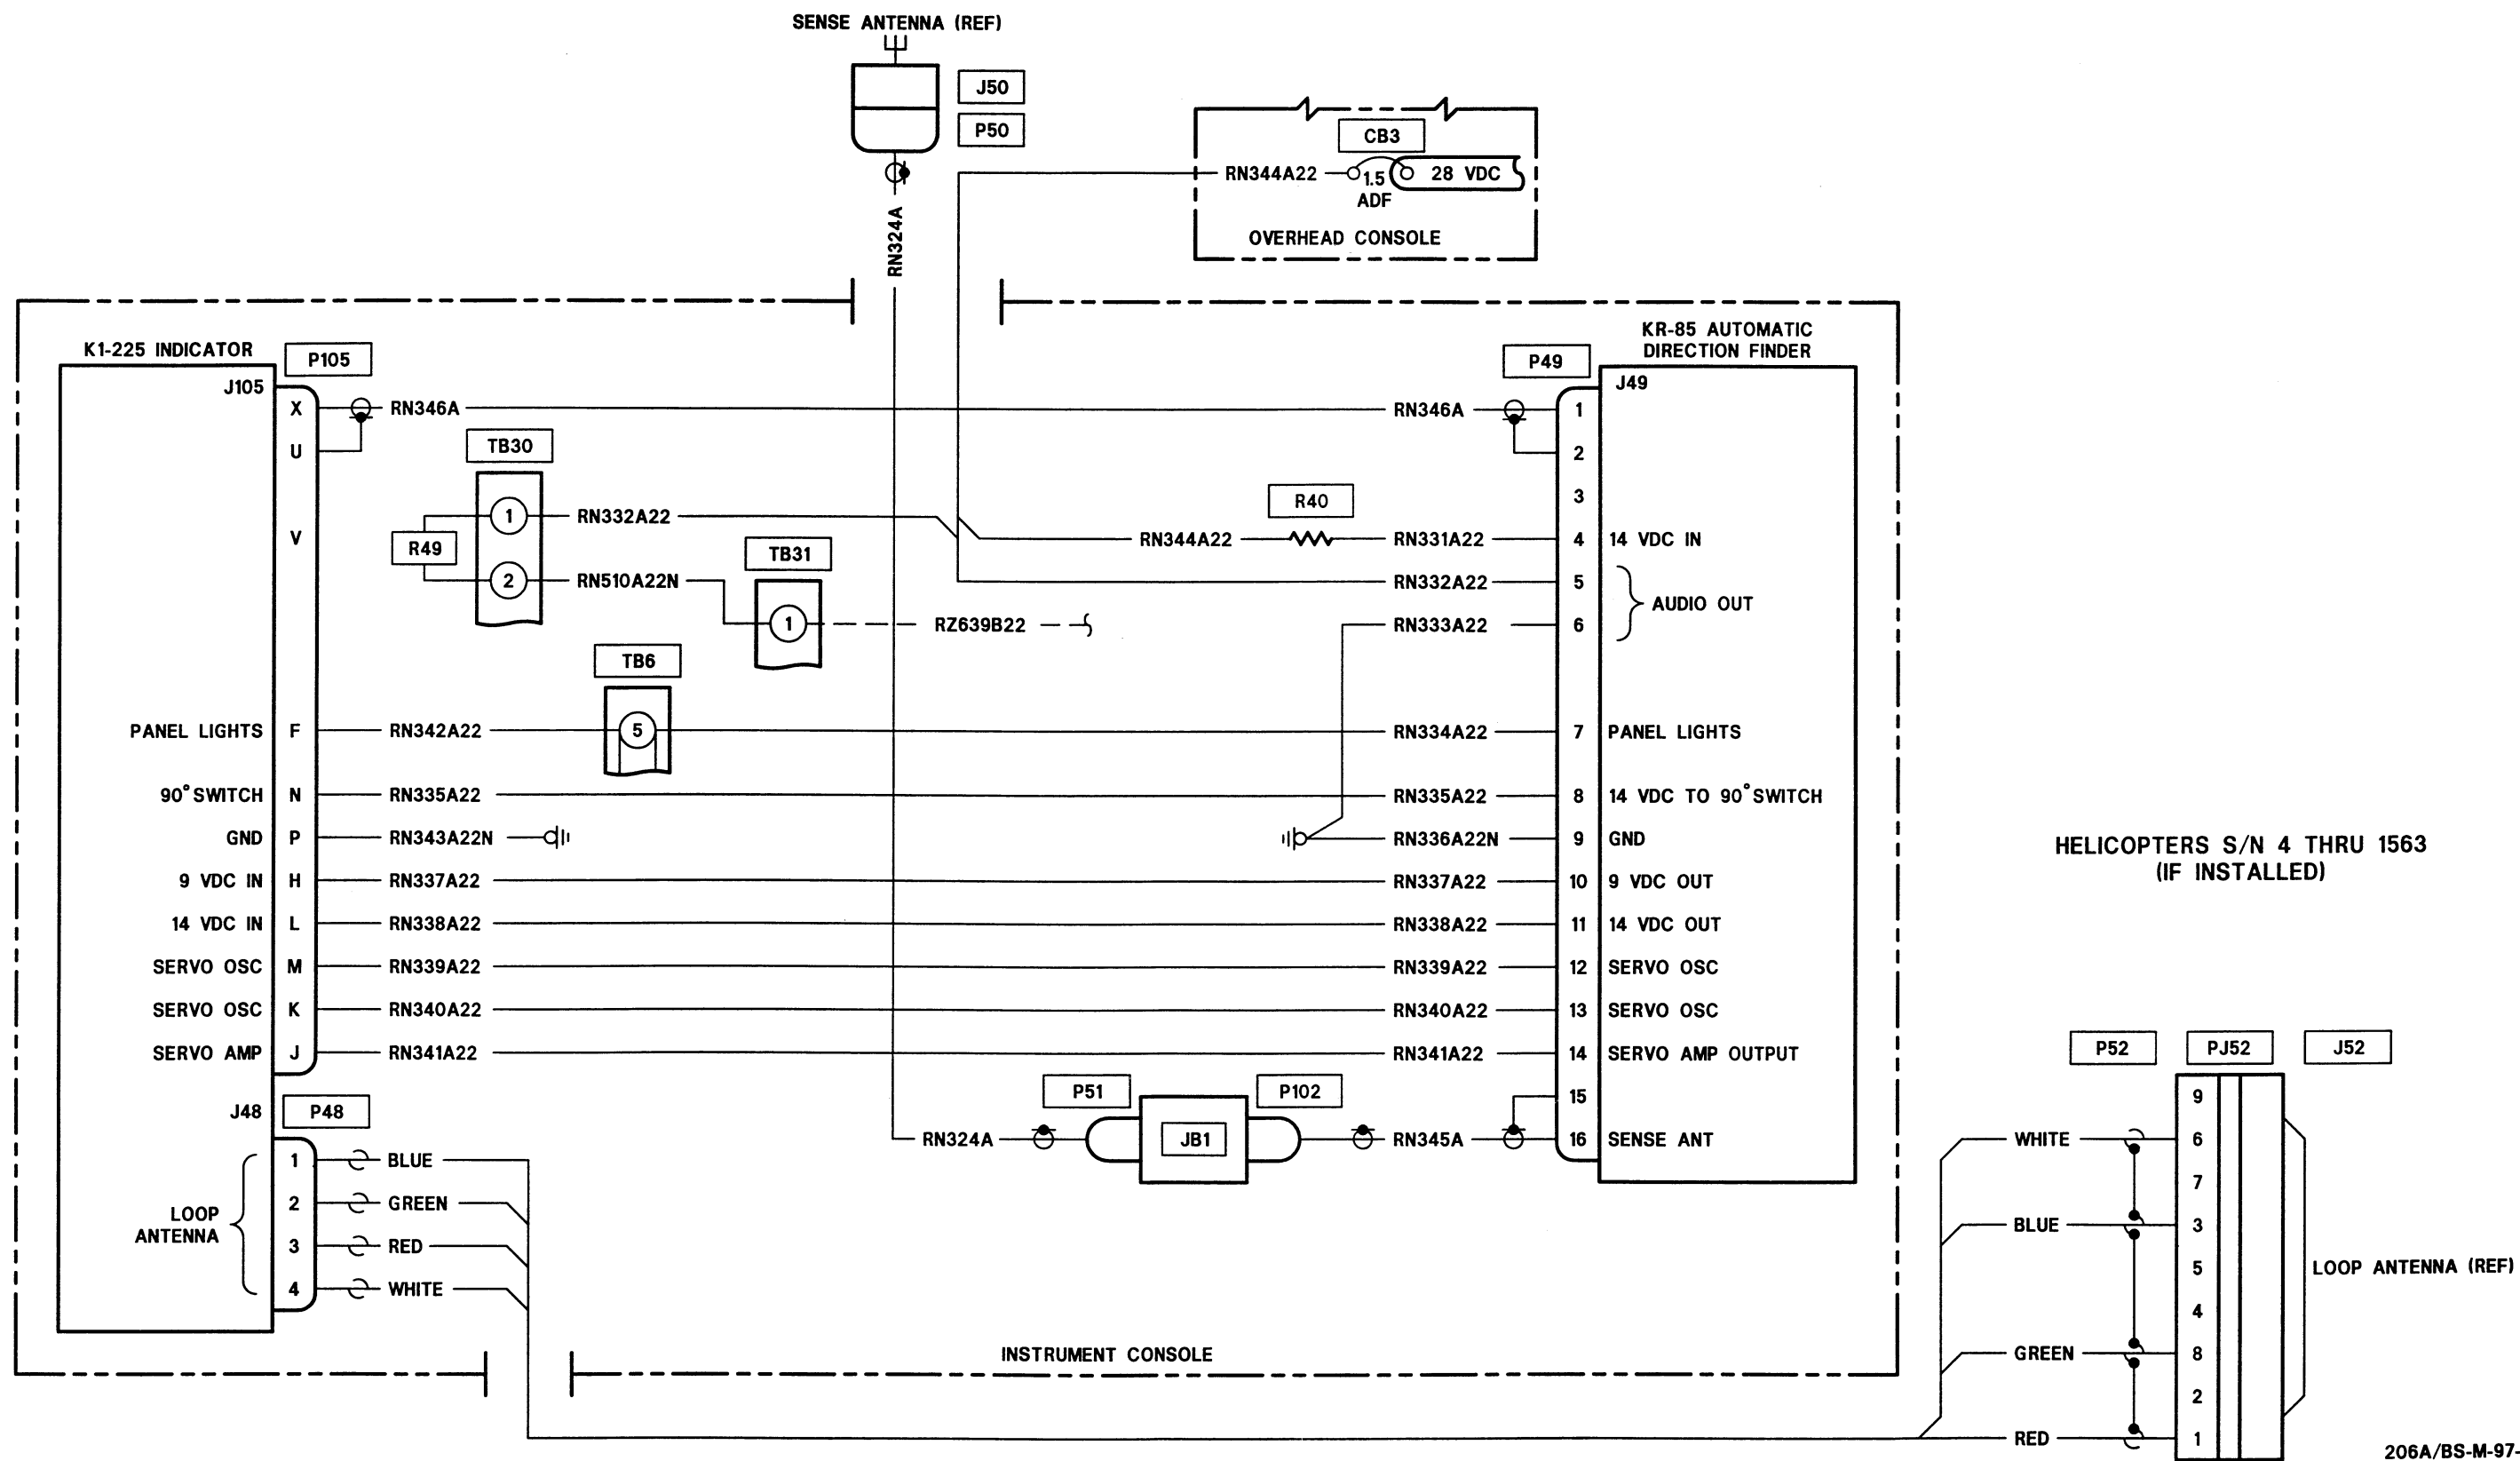 SENSE ANTENNA (REF)
J50
P50
CB3
RN344A22
1.5
28 VDC
ADF
OVERHEAD CONSOLE
RN324A
KR-85 AUTOMATIC
DIRECTION FINDER
K1-225 INDICATOR
P105
P49
J105
J49
X
RN346A
RN346A
1
U
2
TB30
3
R40
1
RN332A22
V
R49
RN344A22
RN331A22
4
14 VDC IN
TB31
2
RN510A22N
RN332A22
5
AUDIO OUT
1
RZ639B22
RN333A22
6
TB6
PANEL LIGHTS
F
RN342A22
5
RN334A22
7
PANEL LIGHTS
90°SWITCH
N
RN335A22
RN335A22
8
14 VDC TO 90°SWITCH
GND
P
RN343A22N
RN336A22N
9
GND
HELICOPTERS S/N 4 THRU 1563
(IF INSTALLED)
9 VDC IN
H
RN337A22
RN337A22
10
9 VDC OUT
14 VDC IN
L
RN338A22
RN338A22
11
14 VDC OUT
SERVO OSC
M
RN339A22
RN339A22
12
SERVO OSC
SERVO OSC
K
RN340A22
RN340A22
13
SERVO OSC
SERVO AMP
J
RN341A22
RN341A22
14
SERVO AMP OUTPUT
P52
PJ52
J52
P51
P102
15
9
J48
P48
RN324A
JB1
RN345A
16
SENSE ANT
WHITE
6
1
BLUE
7
2
GREEN
LOOP
ANTENNA
BLUE
3
3
RED
5
LOOP ANTENNA (REF)
4
WHITE
4
INSTRUMENT CONSOLE
GREEN
8
2
RED
1
206A/BS-M-97-